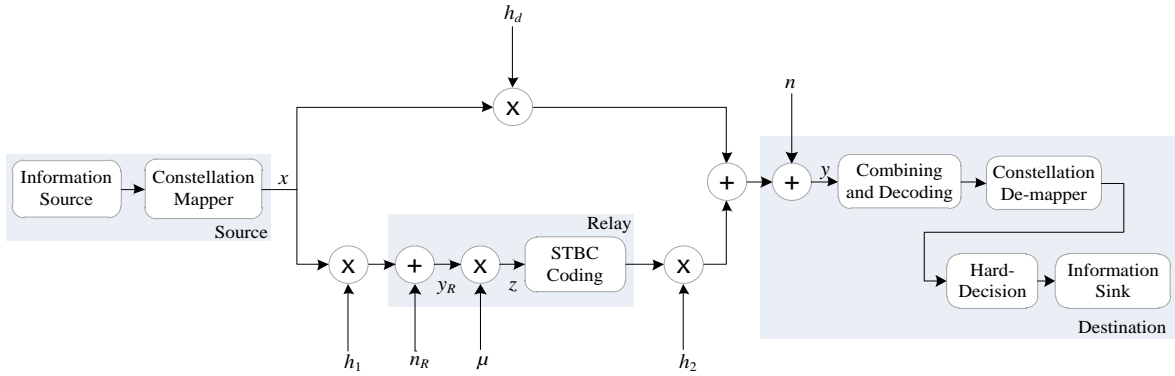 h_d
n
Information
Source
Constellation
Mapper
Source
x
X
+
+
y
Combining
and Decoding
Constellation
De-mapper
Relay
X
+
y_R
X
z
STBC
Coding
X
Hard-
Decision
Information
Sink
Destination
h_1
n_R
μ
h_2